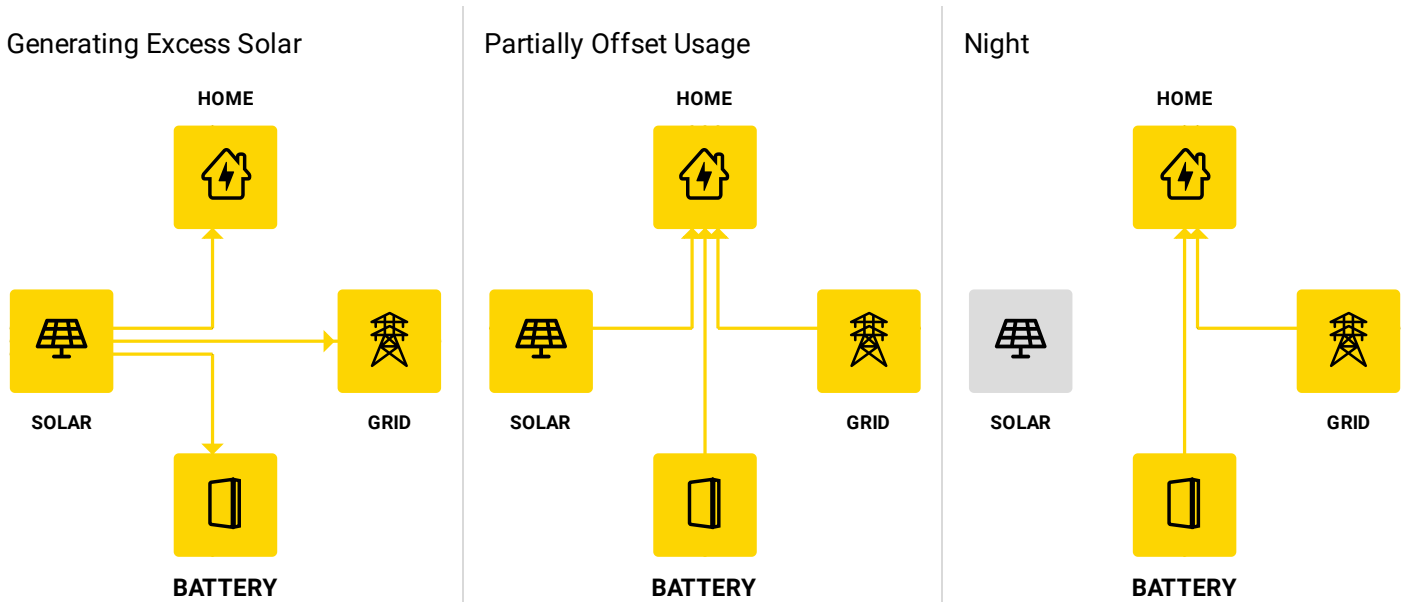 Generating Excess Solar
HOME
SOLAR
GRID
BATTERY
Partially Offset Usage
HOME
SOLAR
GRID
BATTERY
Night
HOME
SOLAR
GRID
BATTERY